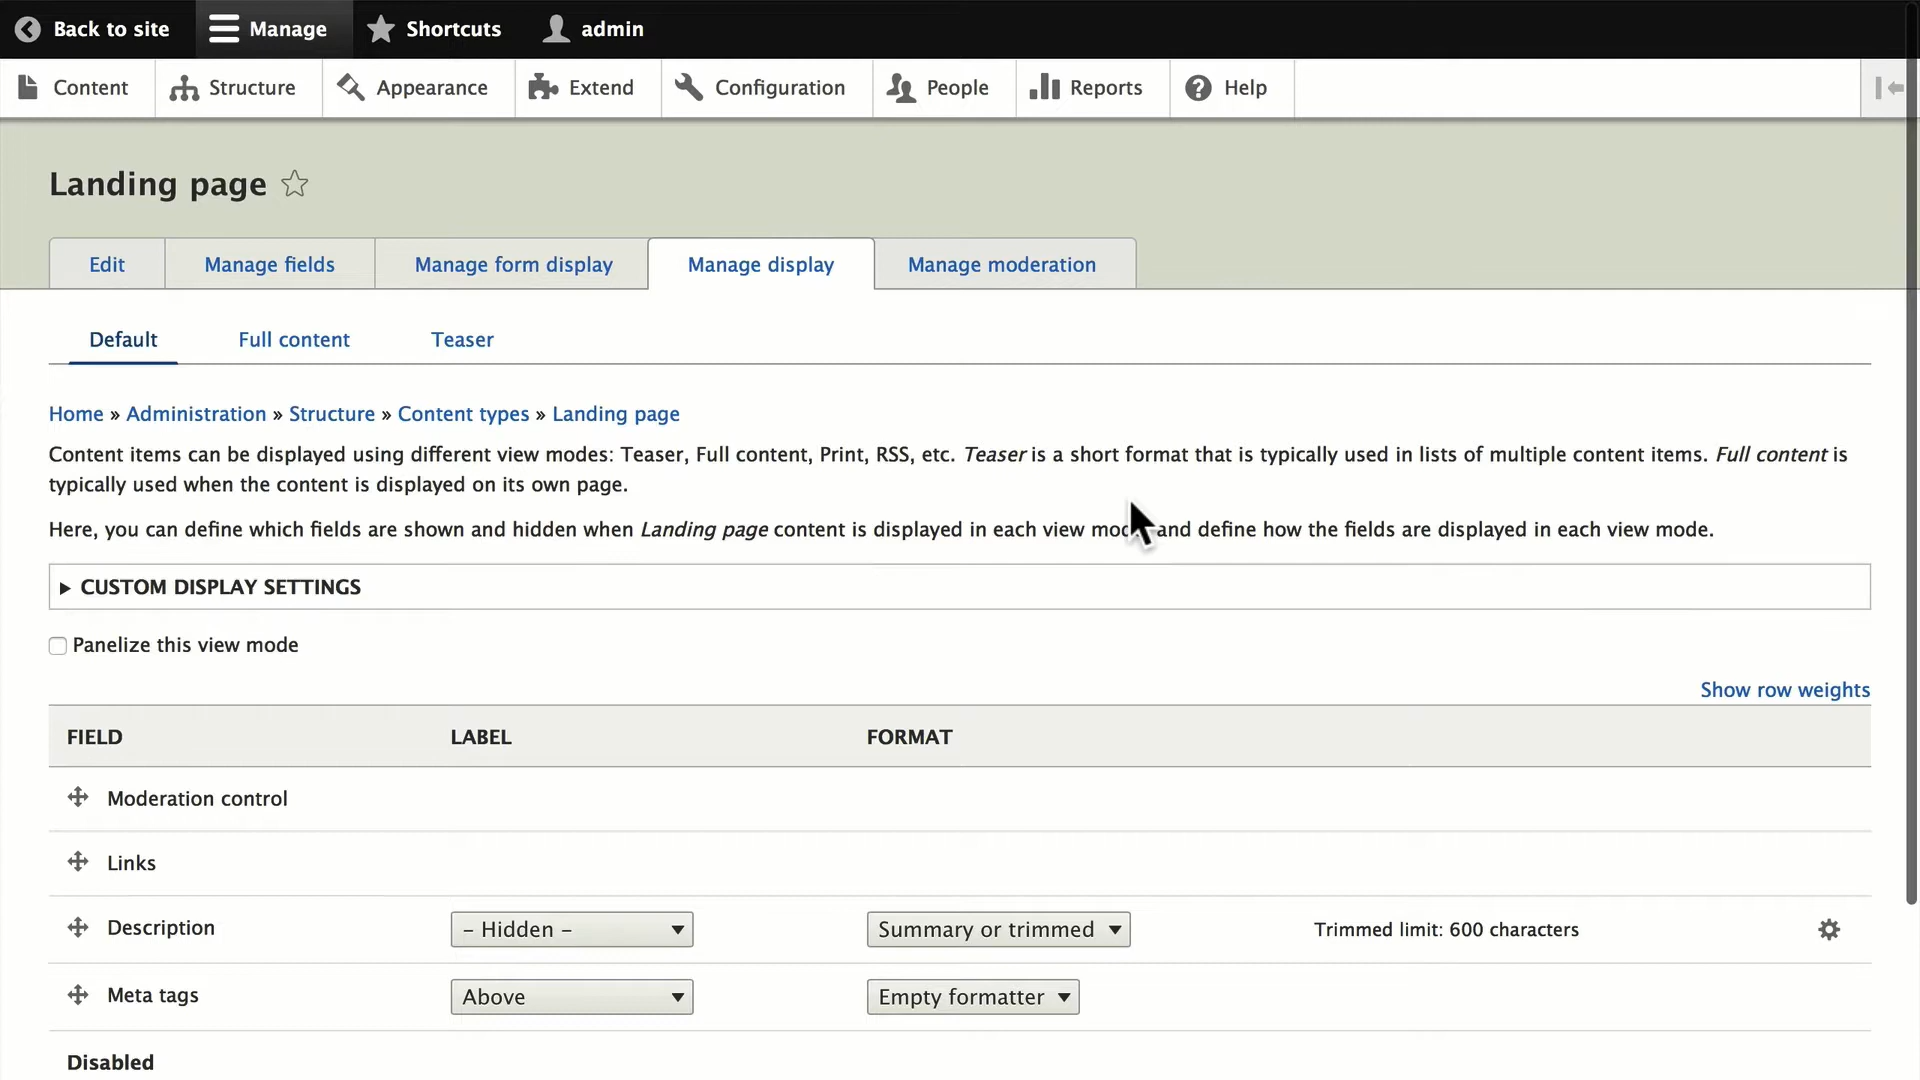 Back to site Manage Shortcuts admin
Content Structure Appearance Extend Configuration People Reports Help
Landing page
Edit Manage fields Manage form display Manage display Manage moderation
Default Full content Teaser
Home » Administration » Structure » Content types » Landing page
Content items can be displayed using different view modes: Teaser, Full content, Print, RSS, etc. Teaser is a short format that is typically used in lists of multiple content items. Full content is
typically used when the content is displayed on its own page.
Here, you can define which fields are shown and hidden when Landing page content is displayed in each view and define how the fields are displayed in each view mode.
CUSTOM DISPLAY SETTINGS
Panelize this view mode
Show row weights
FIELD LABEL FORMAT
Moderation control
Links
Description - Hidden - Summary or trimmed Trimmed limit: 600 characters
Meta tags Above Empty formatter
Disabled